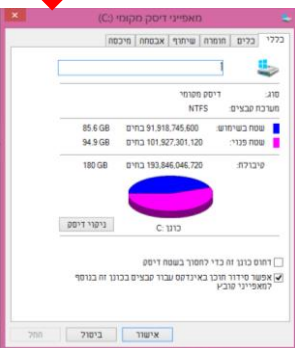 מאפייני דיסק מקומי (C:)
כללי כלים חומרה שיתוף אבטחה מיכסה
סוג: דיסק מקומי
מערכת קבצים: NTFS
שטח בשימוש: 91,918,745,600 בתים 85.6 GB
שטח פנוי: 101,927,301,120 בתים 94.9 GB
קיבולת: 193,846,046,720 בתים 180 GB
כונן C:
ניקוי דיסק
דחוס כונן זה כדי לחסוך בשטח דיסק
אפשר סידור תוכן באינדקס עבור קבצים בכונן זה בנוסף
למאפייני קובץ
אישור ביטול החל